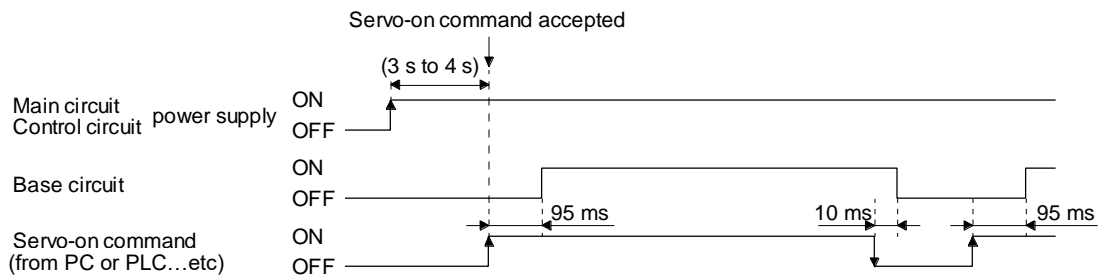 Servo-on command accepted
(3 s to 4 s)
Main circuit
Control circuit power supply
ON
OFF
Base circuit
ON
OFF
95 ms
10 ms
95 ms
Servo-on command
(from PC or PLC…etc)
ON
OFF